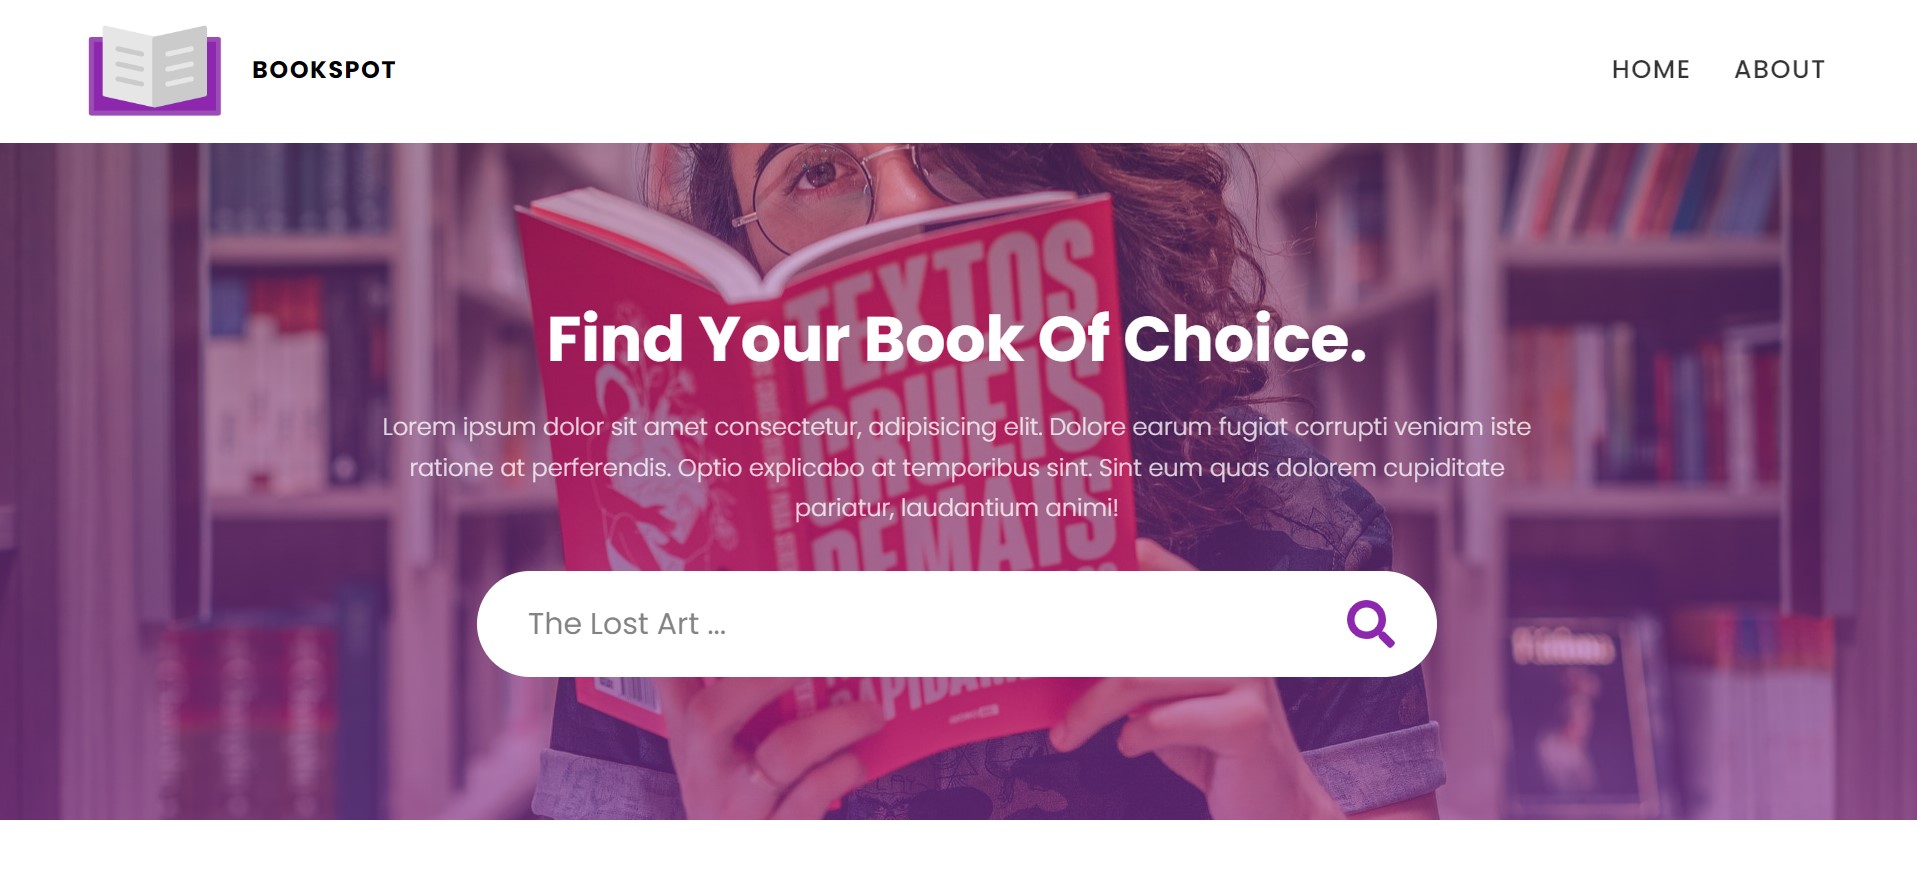 BOOKSPOT
HOME ABOUT
TEXTOS
CRUEIS
DEMAIS
Find Your Book Of Choice.
Lorem ipsum dolor sit amet consectetur, adipisicing elit. Dolore earum fugiat corrupti veniam iste
ratione at perferendis. Optio explicabo at temporibus sint. Sint eum quas dolorem cupiditate
pariatur, laudantium animi!
The Lost Art ...